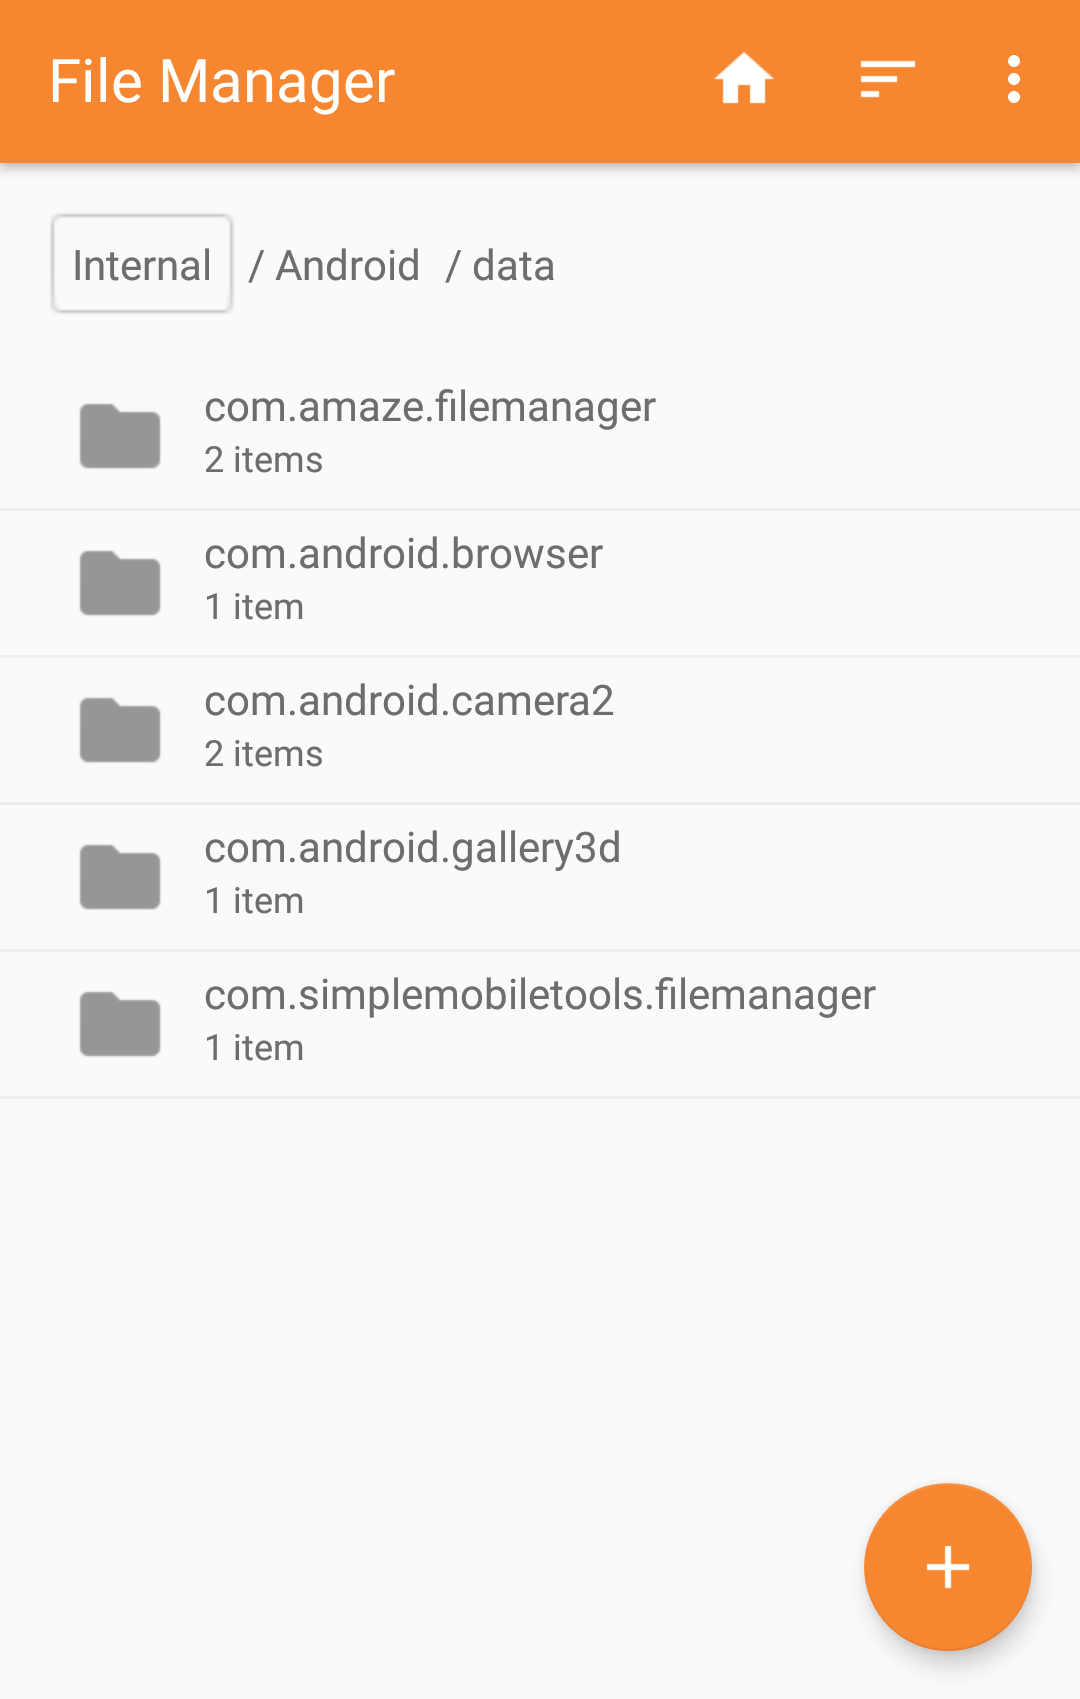 File Manager
Internal / Android / data
com.amaze.filemanager
2 items
com.android.browser
1 item
com.android.camera2
2 items
com.android.gallery3d
1 item
com.simplemobiletools.filemanager
1 item